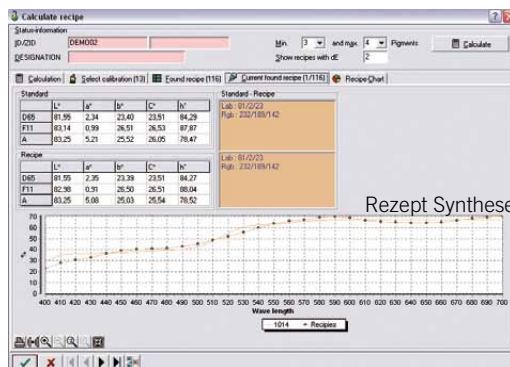 Calculate recipe
Status-information
ID/ZID DEMO02 Min. 3 and max. 4 Pigments Calculate
DESIGNATION Show recipes with dE 2
Calculation Select calibration (13) Found recipe (116) Current found recipe (1/116) Recipe-Chart
Standard Standard - Recipe
L* a* b* C* h*
D65 81,55 2,34 23,40 23,51 84,29
F11 83,14 0,99 26,51 26,53 87,87
A 83,25 5,21 25,52 26,05 78,47
Lab : 81/2/23
Rgb : 232/189/142
Recipe
L* a* b* C* h*
D65 81,55 2,35 23,39 23,51 84,27
F11 82,98 0,91 26,50 26,51 88,04
A 83,25 5,08 25,03 25,54 78,52
Lab : 81/2/23
Rgb : 232/189/142
Rezept Synthese
70
60
50
40
30
20
10
0
%
400 410 420 430 440 450 460 470 480 490 500 510 520 530 540 550 560 570 580 590 600 610 620 630 640 650 660 670 680 690 700
Wave length
1014 Recipies